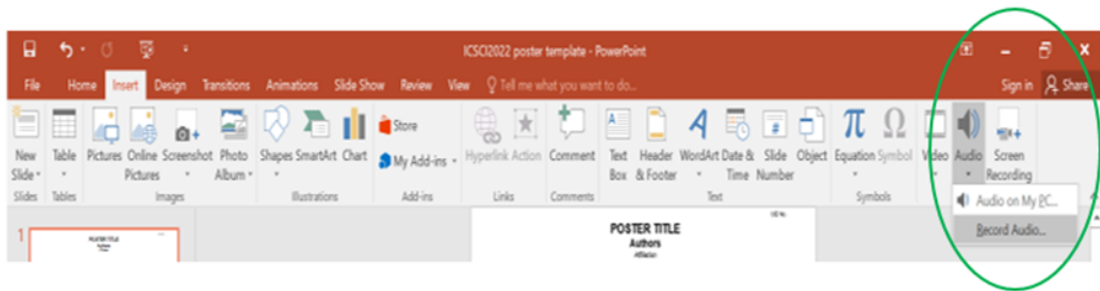 ICSCI2022 poster template - PowerPoint
File Home Insert Design Transitions Animations Slide Show Review View Tell me what you want to do... Sign in Share
New Slide
Table
Pictures
Online Pictures
Screenshot
Photo Album
Shapes
SmartArt
Chart
Store
My Add-ins
Hyperlink
Action
Comment
Text Box
Header & Footer
WordArt
Date & Time
Slide Number
Object
Equation
Symbol
Video
Audio
Screen Recording
Slides Tables Images Illustrations Add-ins Links Comments Text Symbols
Audio on My PC...
Record Audio...
1
POSTER TITLE
Authors
Affiliation
POSTER TITLE
Authors